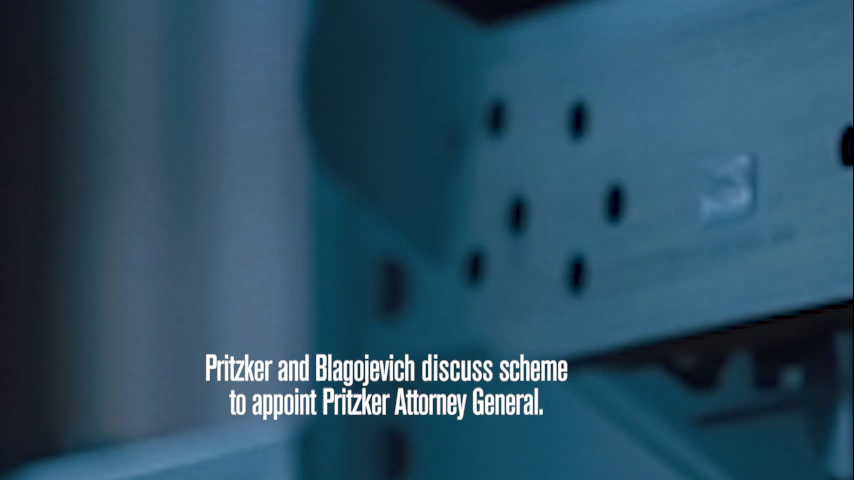 Pritzker and Blagojevich discuss scheme
to appoint Pritzker Attorney General.